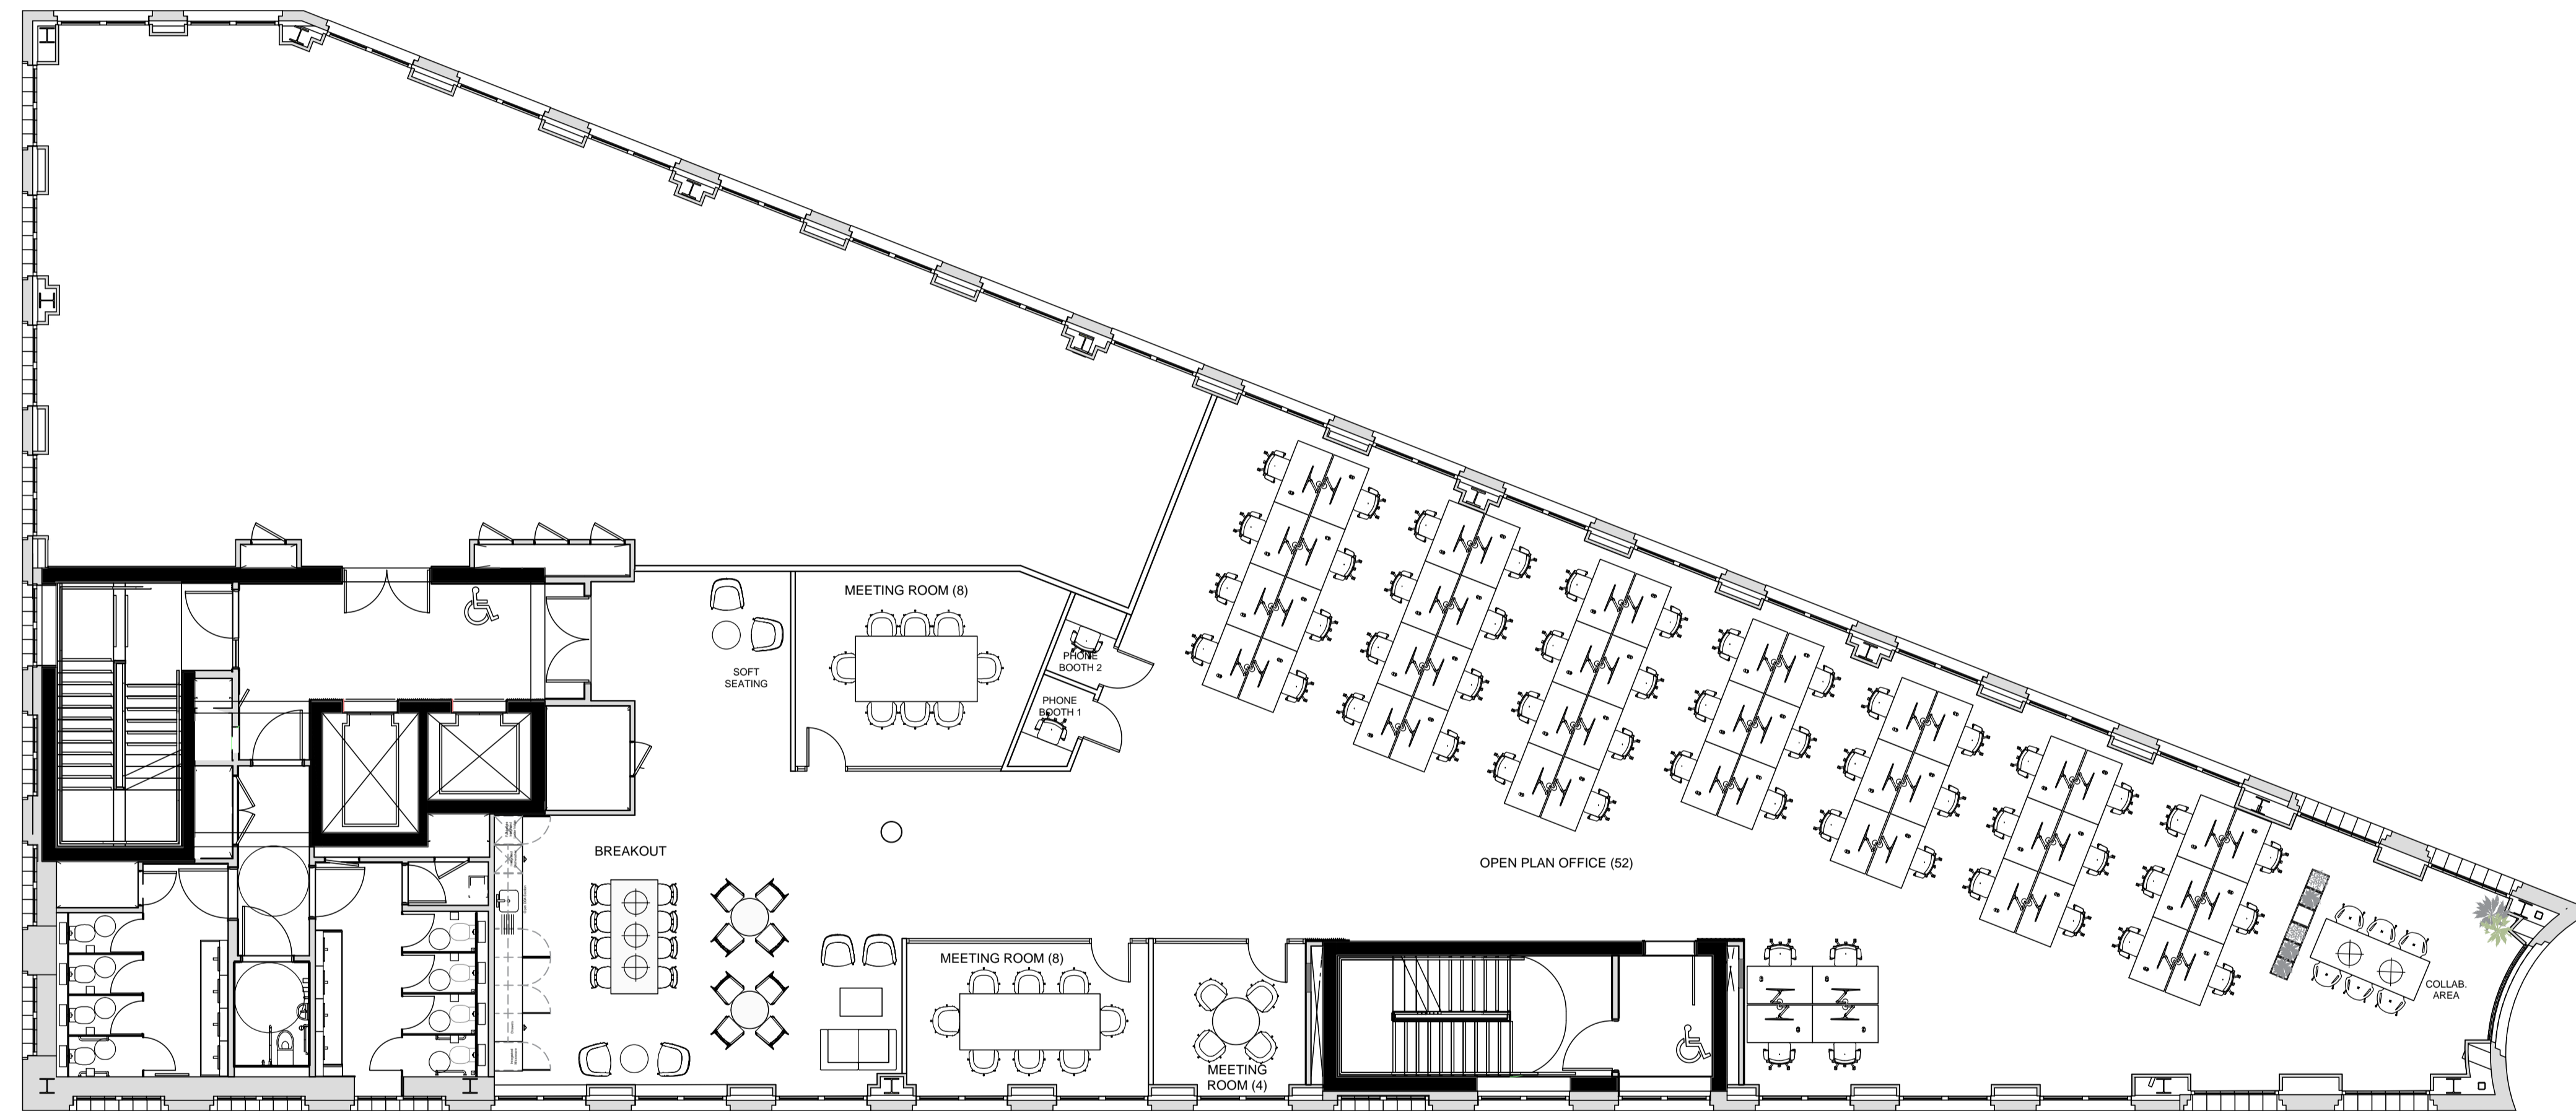 MEETING ROOM (8)
SOFT
SEATING
PHONE
BOOTH 2
PHONE
BOOTH 1
BREAKOUT
OPEN PLAN OFFICE (52)
MEETING ROOM (8)
COLLAB.
AREA
MEETING
ROOM (4)